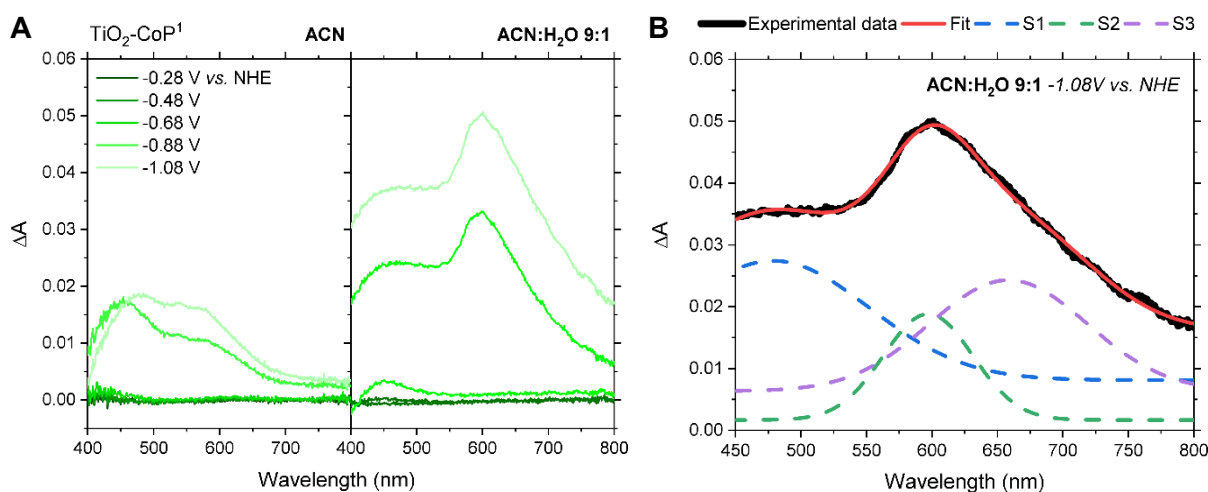 A
TiO₂-CoP¹
ACN
ACN:H₂O 9:1
-0.28 V vs. NHE
-0.48 V
-0.68 V
-0.88 V
-1.08 V
0.06
0.05
0.04
0.03
0.02
0.01
0.00
ΔA
400 500 600 700 400 500 600 700 800
Wavelength (nm) Wavelength (nm)
B
Experimental data Fit S1 S2 S3
ACN:H₂O 9:1 -1.08V vs. NHE
0.06
0.05
0.04
0.03
0.02
0.01
0.00
ΔA
450 500 550 600 650 700 750 800
Wavelength (nm)